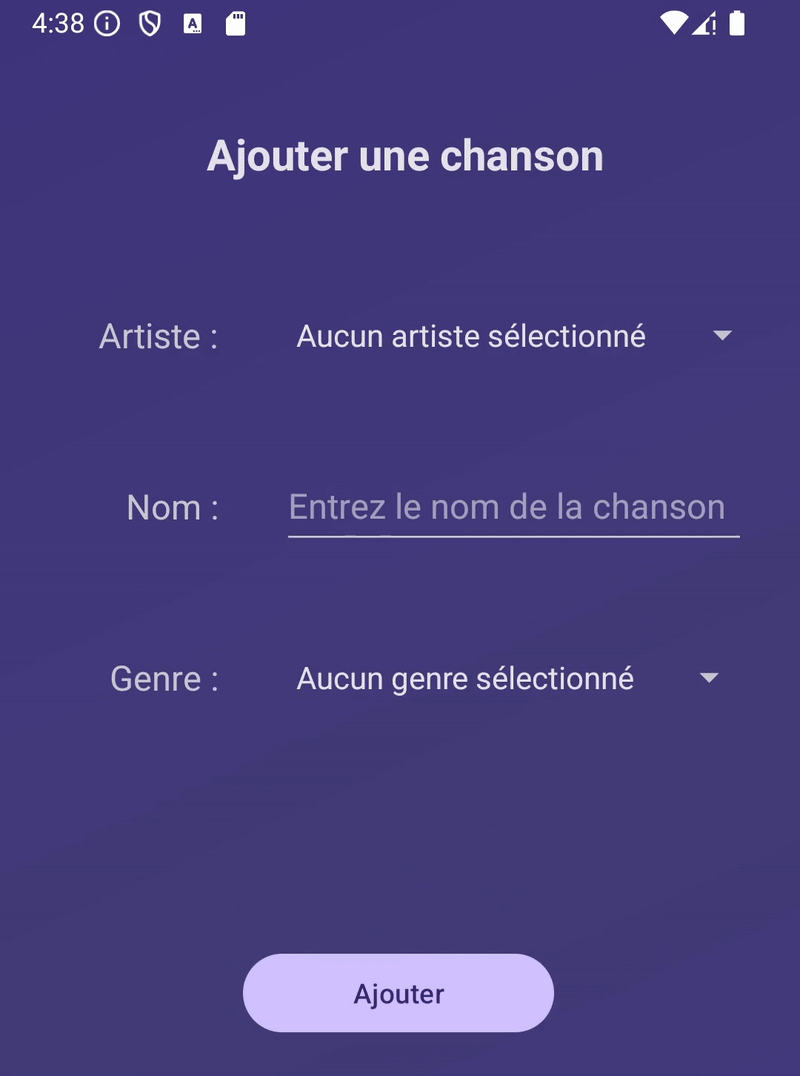 4:38
Ajouter une chanson
Artiste : Aucun artiste sélectionné
Nom : Entrez le nom de la chanson
Genre : Aucun genre sélectionné
Ajouter